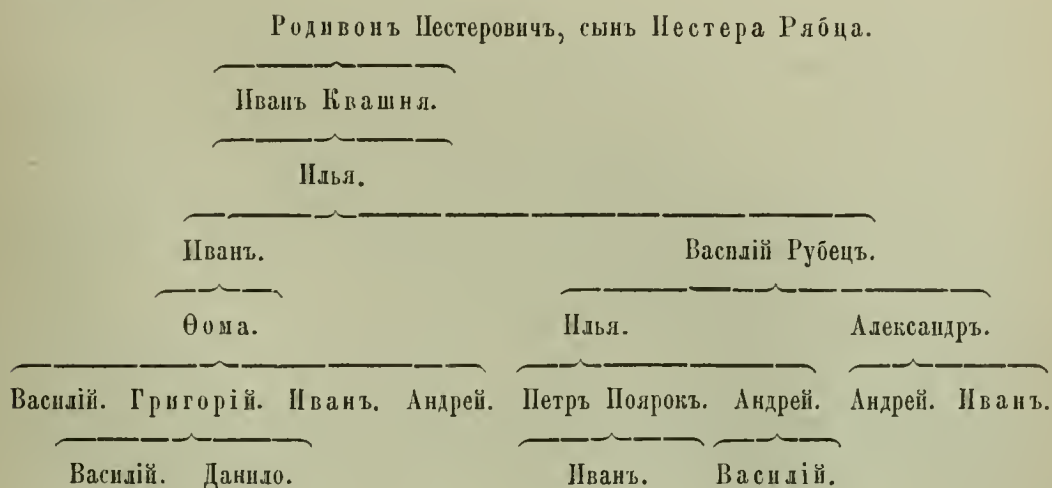 Родивонъ Нестеровичъ, сынъ Нестера Рябца.
Иванъ Квашня.
Илья.
Иванъ. Василій Рубецъ.
Ѳома. Илья. Александръ.
Василій. Григорій. Иванъ. Андрей. Петръ Поярокъ. Андрей. Андрей. Иванъ.
Василій. Данило. Иванъ. Василій.